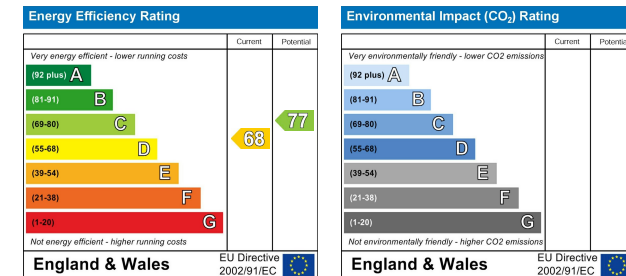 Energy Efficiency Rating
Current Potential
Very energy efficient - lower running costs
(92 plus) A
(81-91) B
(69-80) C
(55-68) D
(39-54) E
(21-38) F
(1-20) G
68
77
Not energy efficient - higher running costs
England & Wales
EU Directive
2002/91/EC
Environmental Impact (CO₂) Rating
Current Potential
Very environmentally friendly - lower CO2 emissions
(92 plus) A
(81-91) B
(69-80) C
(55-68) D
(39-54) E
(21-38) F
(1-20) G
Not environmentally friendly - higher CO2 emissions
England & Wales
EU Directive
2002/91/EC